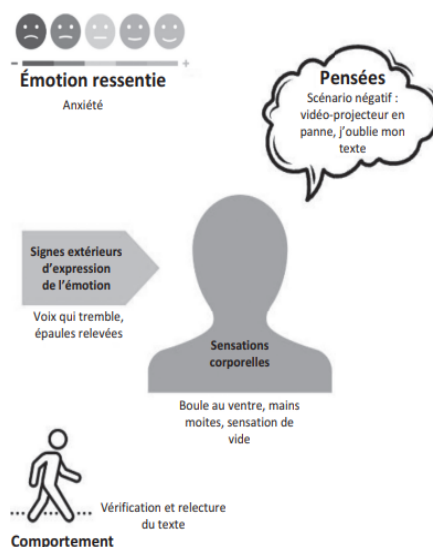 - +
Émotion ressentie
Anxiété
Pensées
Scénario négatif :
vidéo-projecteur en
panne, j’oublie mon
texte
Signes extérieurs
d’expression
de l’émotion
Voix qui tremble,
épaules relevées
Sensations
corporelles
Boule au ventre, mains
moites, sensation de
vide
Vérification et relecture
du texte
Comportement